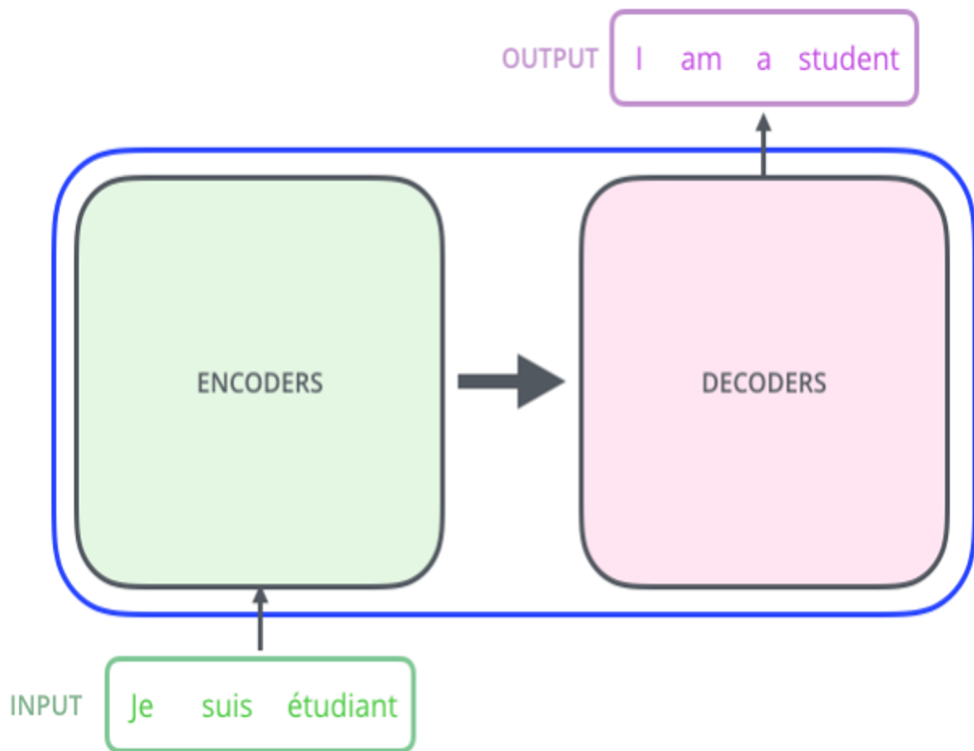 OUTPUT
I am a student
ENCODERS
DECODERS
INPUT
Je suis étudiant